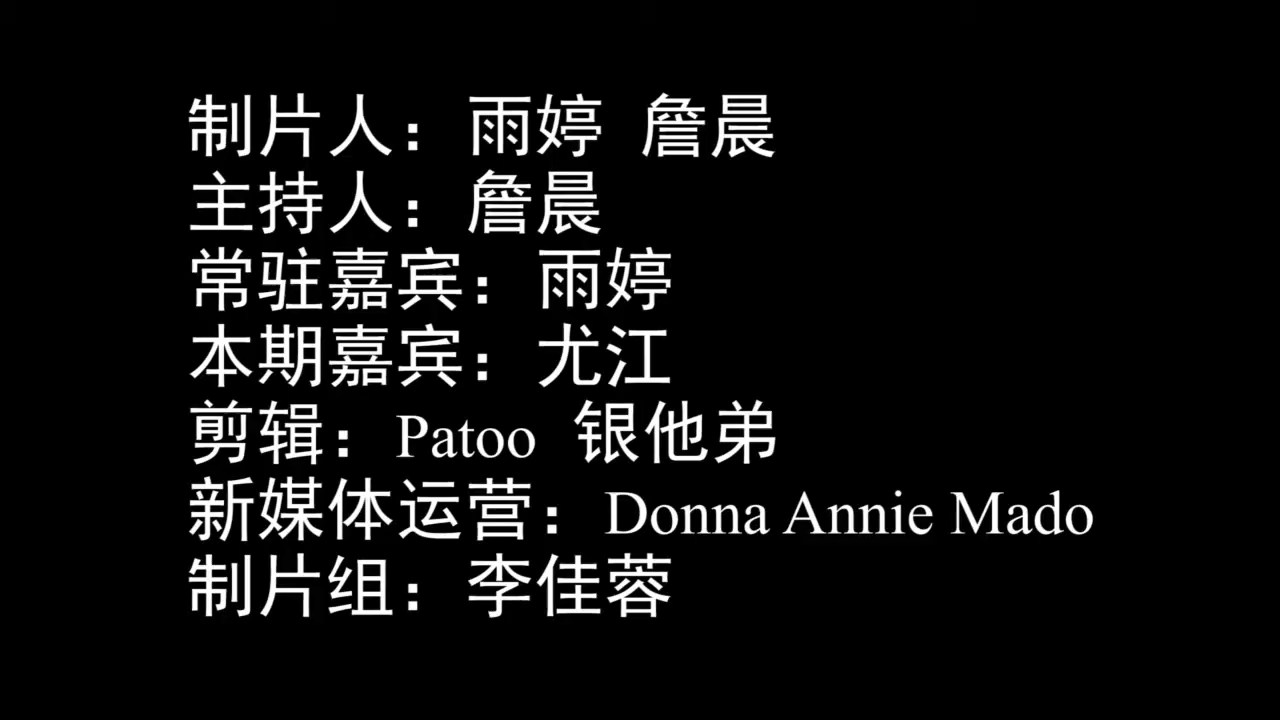 制片人：雨婷 詹晨
主持人：詹晨
常驻嘉宾：雨婷
本期嘉宾：尤江
剪辑：Patoo 银他弟
新媒体运营：Donna Annie Mado
制片组：李佳蓉